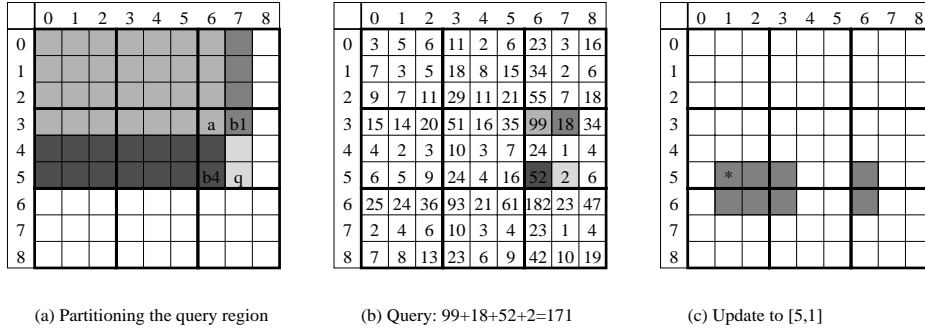 0 1 2 3 4 5 6 7 8
0
1
2
3 a b1
4
5 b4 q
6
7
8
(a) Partitioning the query region
0 1 2 3 4 5 6 7 8
0 3 5 6 11 2 6 23 3 16
1 7 3 5 18 8 15 34 2 6
2 9 7 11 29 11 21 55 7 18
3 15 14 20 51 16 35 99 18 34
4 4 2 3 10 3 7 24 1 4
5 6 5 9 24 4 16 52 2 6
6 25 24 36 93 21 61 182 23 47
7 2 4 6 10 3 4 23 1 4
8 7 8 13 23 6 9 42 10 19
(b) Query: 99+18+52+2=171
0 1 2 3 4 5 6 7 8
0
1
2
3
4
5 *
6
7
8
(c) Update to [5,1]